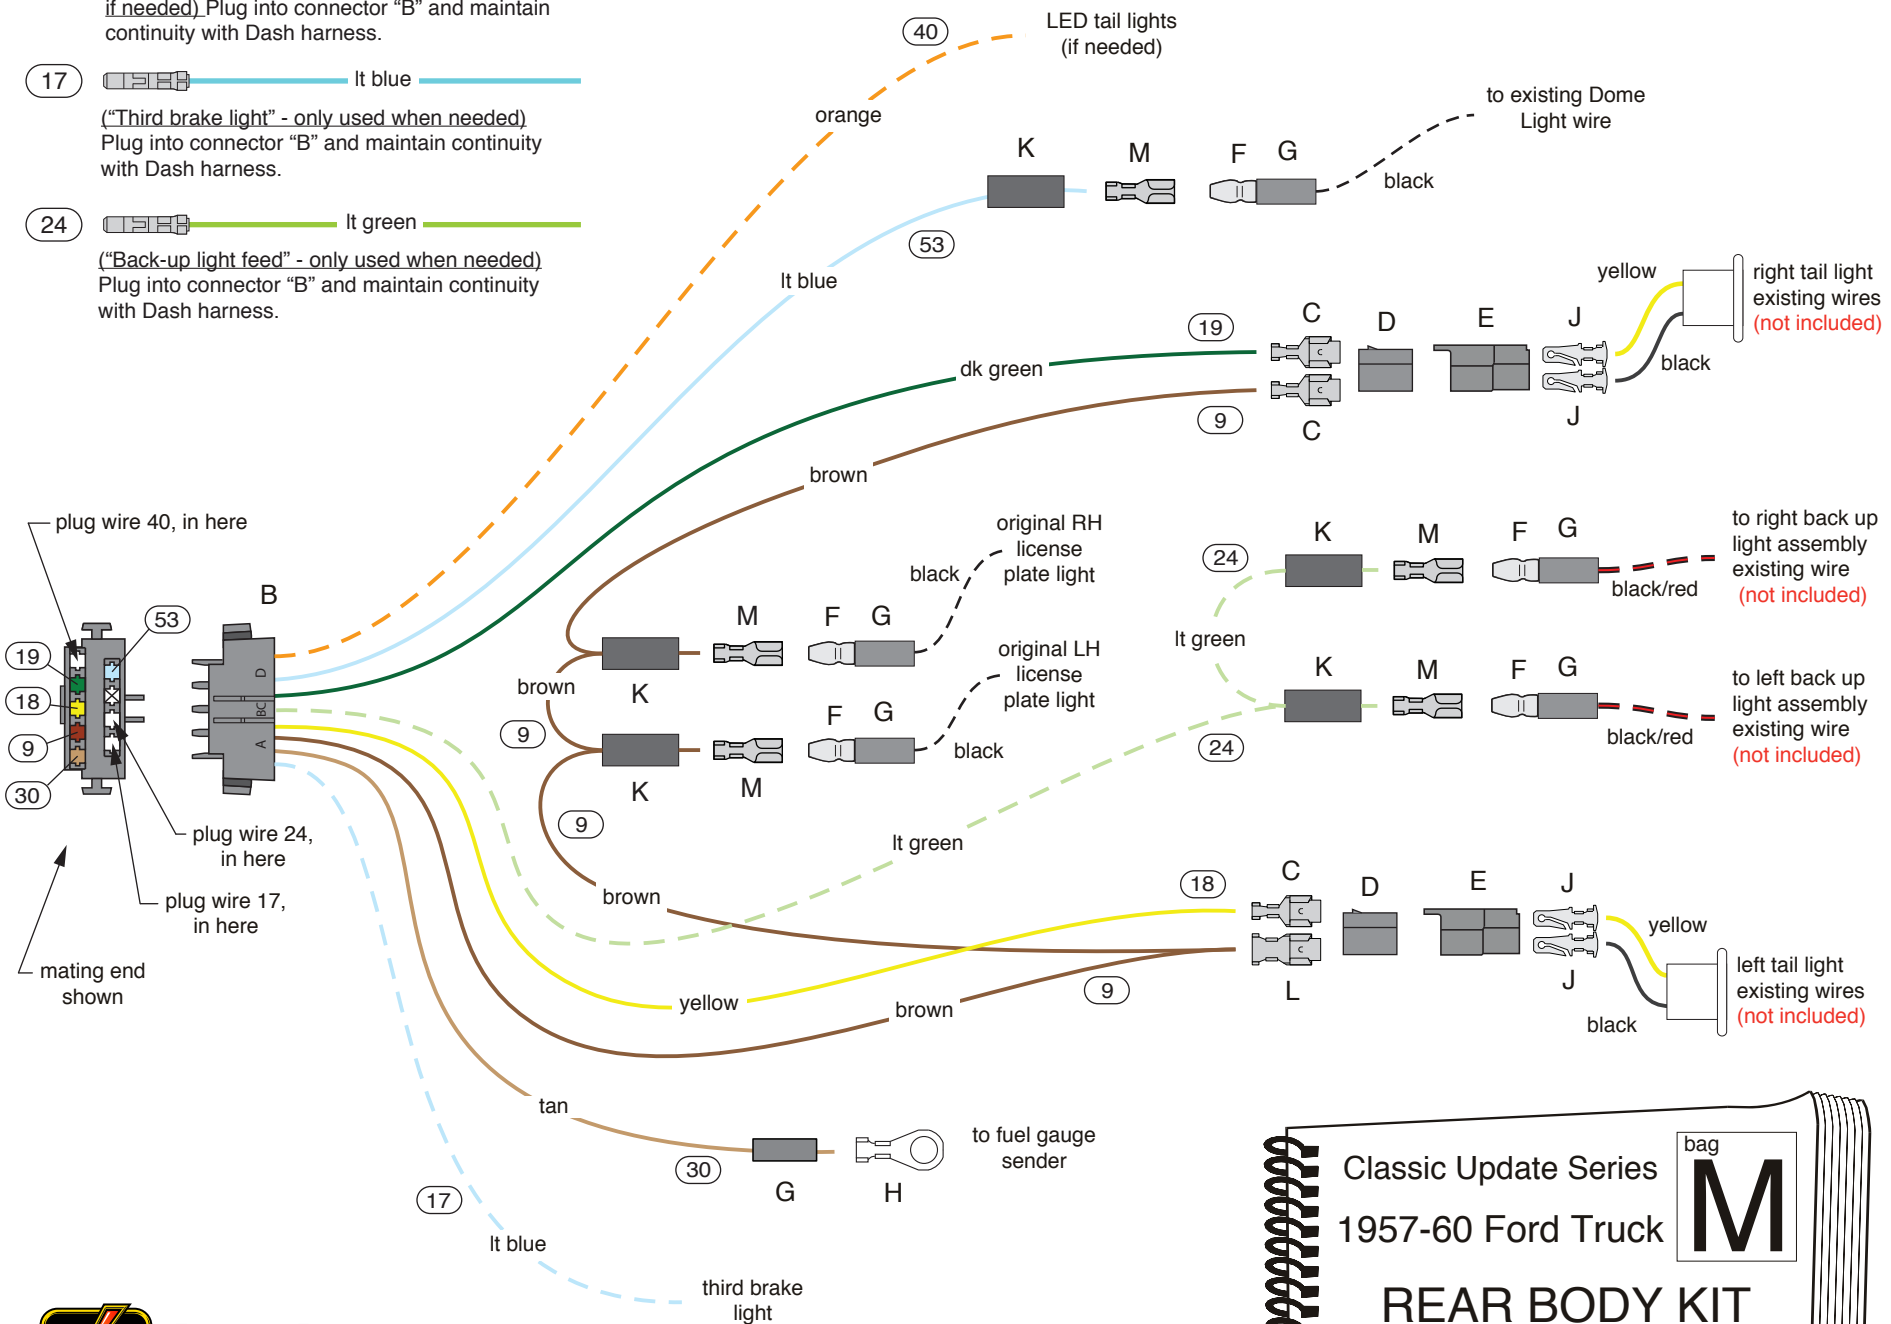 if needed) Plug into connector “B” and maintain
continuity with Dash harness.
17
lt blue
(“Third brake light” - only used when needed)
Plug into connector “B” and maintain continuity
with Dash harness.
24
lt green
(“Back-up light feed” - only used when needed)
Plug into connector “B” and maintain continuity
with Dash harness.
40
LED tail lights
(if needed)
orange
to existing Dome
Light wire
K
M
F
G
black
53
lt blue
19
C
D
E
J
yellow
right tail light
existing wires
(not included)
black
dk green
C
C
9
C
J
brown
plug wire 40, in here
original RH
license
plate light
black
M
F
G
K
brown
original LH
license
plate light
9
F
G
black
K
M
9
brown
24
K
M
F
G
to right back up
light assembly
existing wire
(not included)
black/red
lt green
K
M
F
G
to left back up
light assembly
existing wire
(not included)
black/red
24
lt green
B
53
19
18
9
30
D
BC
A
plug wire 24,
in here
plug wire 17,
in here
mating end
shown
18
C
D
E
J
yellow
C
C
L
J
left tail light
existing wires
(not included)
black
9
yellow
brown
tan
30
G
H
to fuel gauge
sender
17
lt blue
third brake
light
bag
M
Classic Update Series
1957-60 Ford Truck
REAR BODY KIT